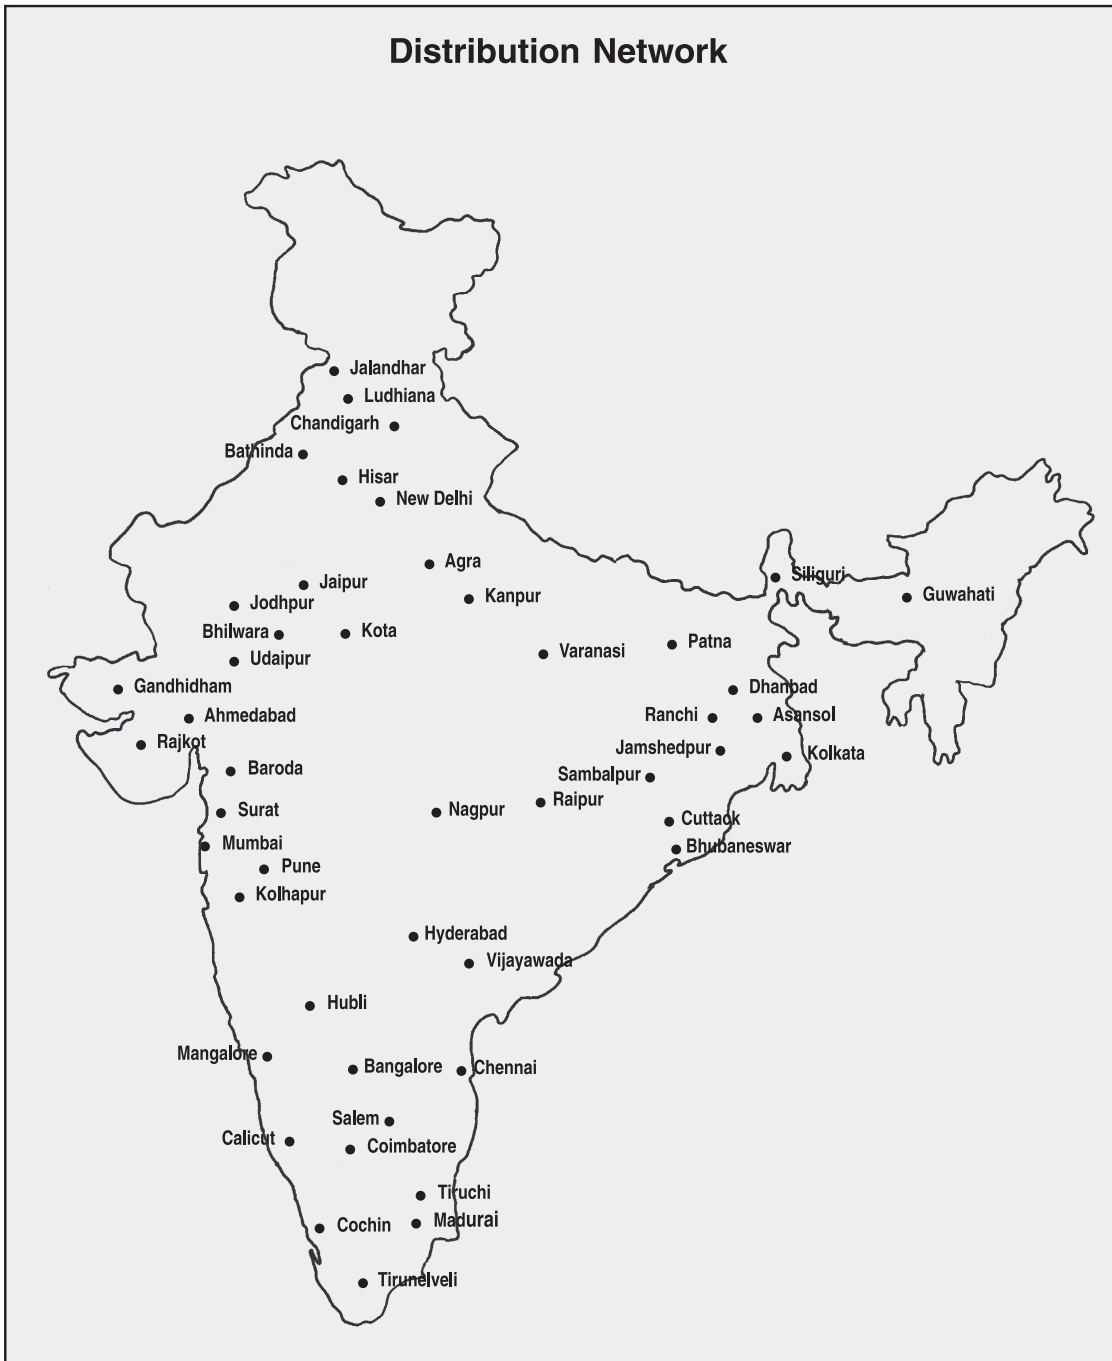 Distribution Network
Jalandhar
Ludhiana
Chandigarh
Bathinda
Hisar
New Delhi
Agra
Siliguri
Jaipur
Kanpur
Guwahati
Jodhpur
Bhilwara
Kota
Patna
Varanasi
Udaipur
Gandhidham
Dhanbad
Ahmedabad
Ranchi
Asansol
Rajkot
Jamshedpur
Kolkata
Baroda
Sambalpur
Raipur
Surat
Nagpur
Cuttack
Mumbai
Bhubaneswar
Pune
Kolhapur
Hyderabad
Vijayawada
Hubli
Mangalore
Bangalore
Chennai
Salem
Calicut
Coimbatore
Tiruchi
Madurai
Cochin
Tirunelveli